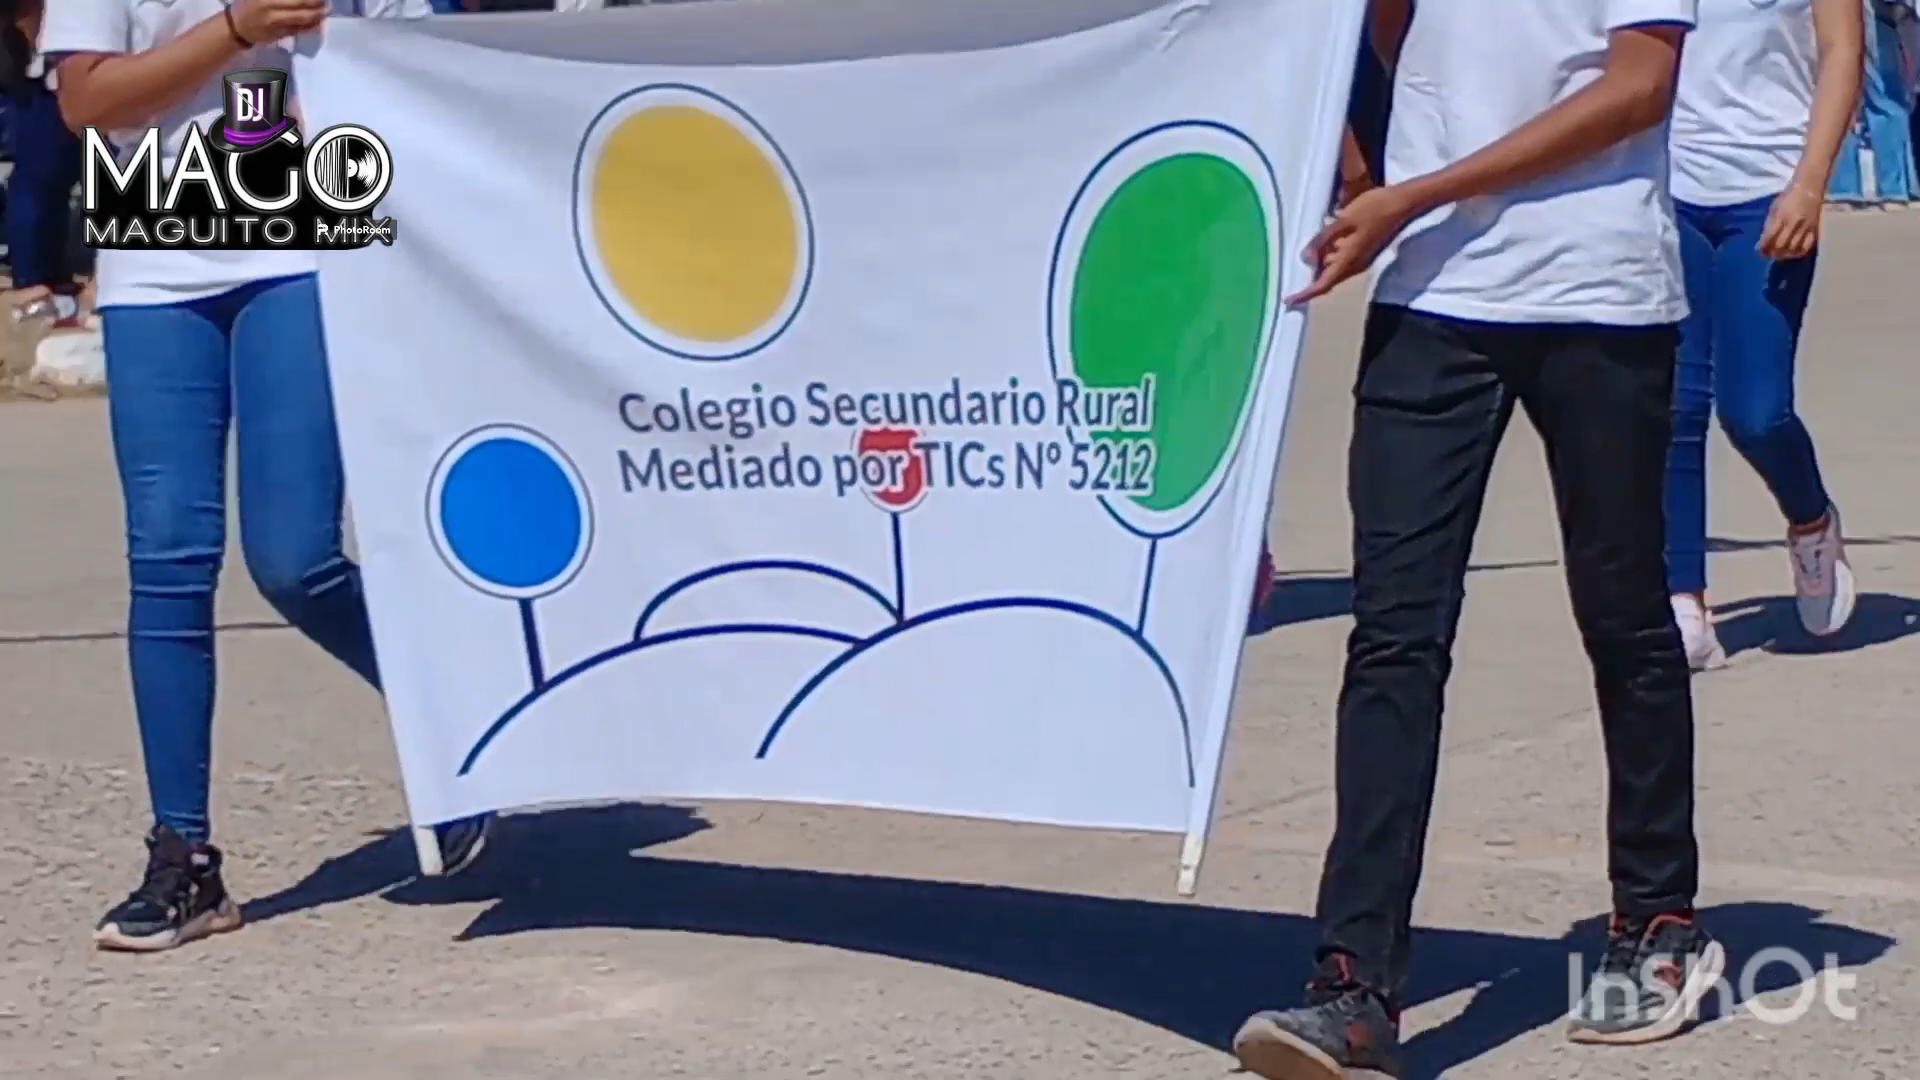 DJ
MAGO
MAGUITO MIX
PhotoRoom
Colegio Secundario Rural
Mediado por TICs Nº 5212
InShOt